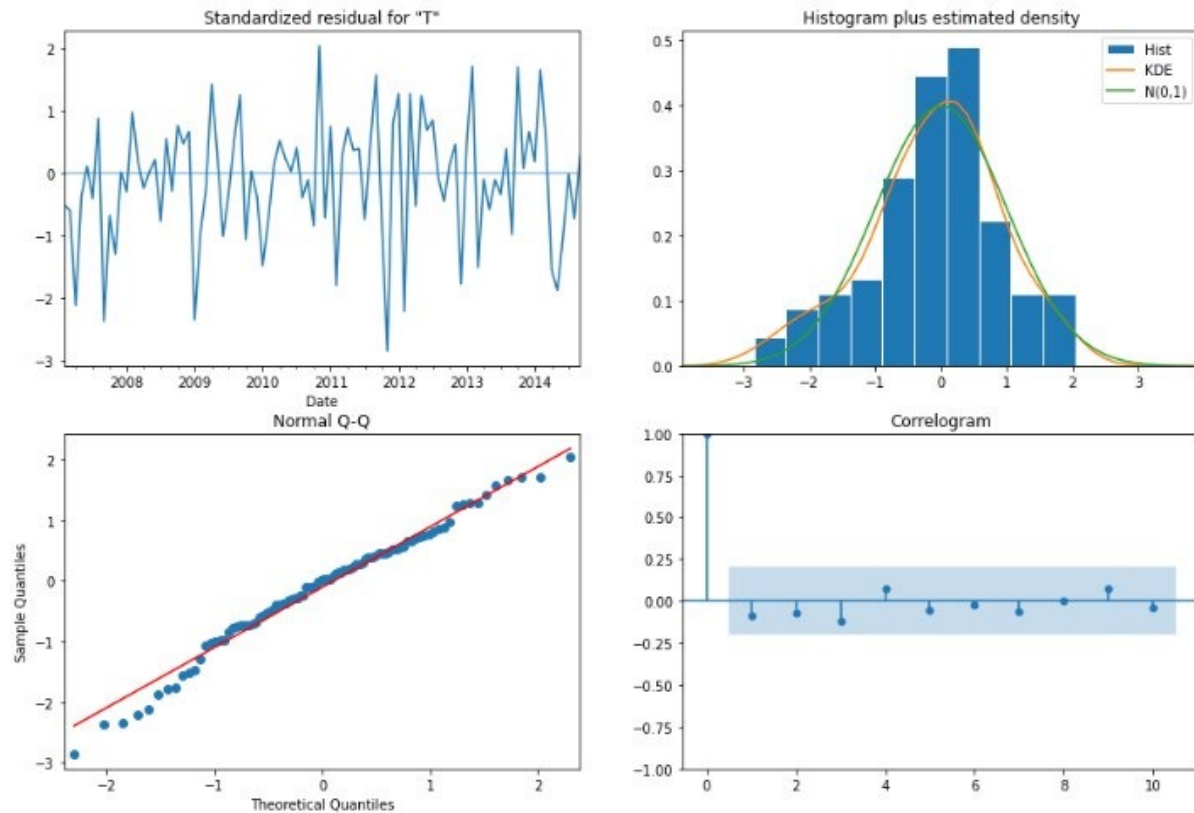 Standardized residual for "T"
2
1
0
−1
−2
−3
2008 2009 2010 2011 2012 2013 2014
Date
Histogram plus estimated density
Hist
KDE
N(0,1)
0.5
0.4
0.3
0.2
0.1
0.0
−3 −2 −1 0 1 2 3
Normal Q-Q
Sample Quantiles
2
1
0
−1
−2
−3
−2 −1 0 1 2
Theoretical Quantiles
Correlogram
1.00
0.75
0.50
0.25
0.00
−0.25
−0.50
−0.75
−1.00
0 2 4 6 8 10